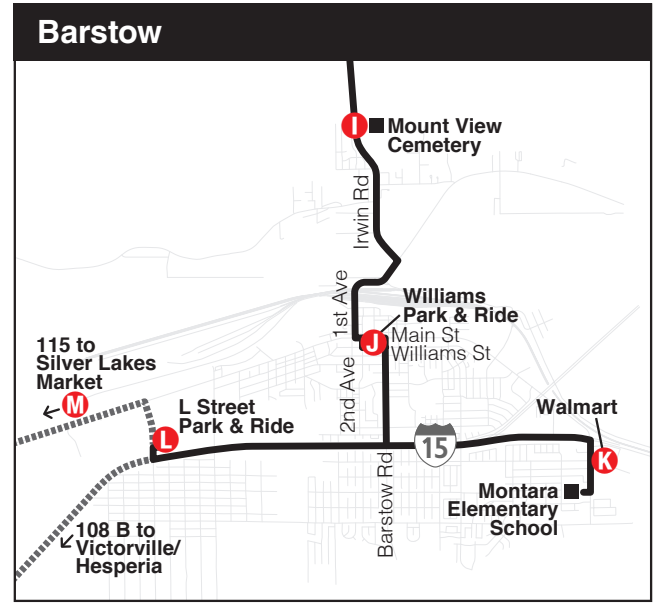 Barstow
I
Mount View
Cemetery
Irwin Rd
1st Ave
Williams
Park & Ride
J
Main St
Williams St
2nd Ave
115 to
Silver Lakes
Market
M
L Street
Park & Ride
L
15
Walmart
K
Barstow Rd
Montara
Elementary
School
108 B to
Victorville/
Hesperia